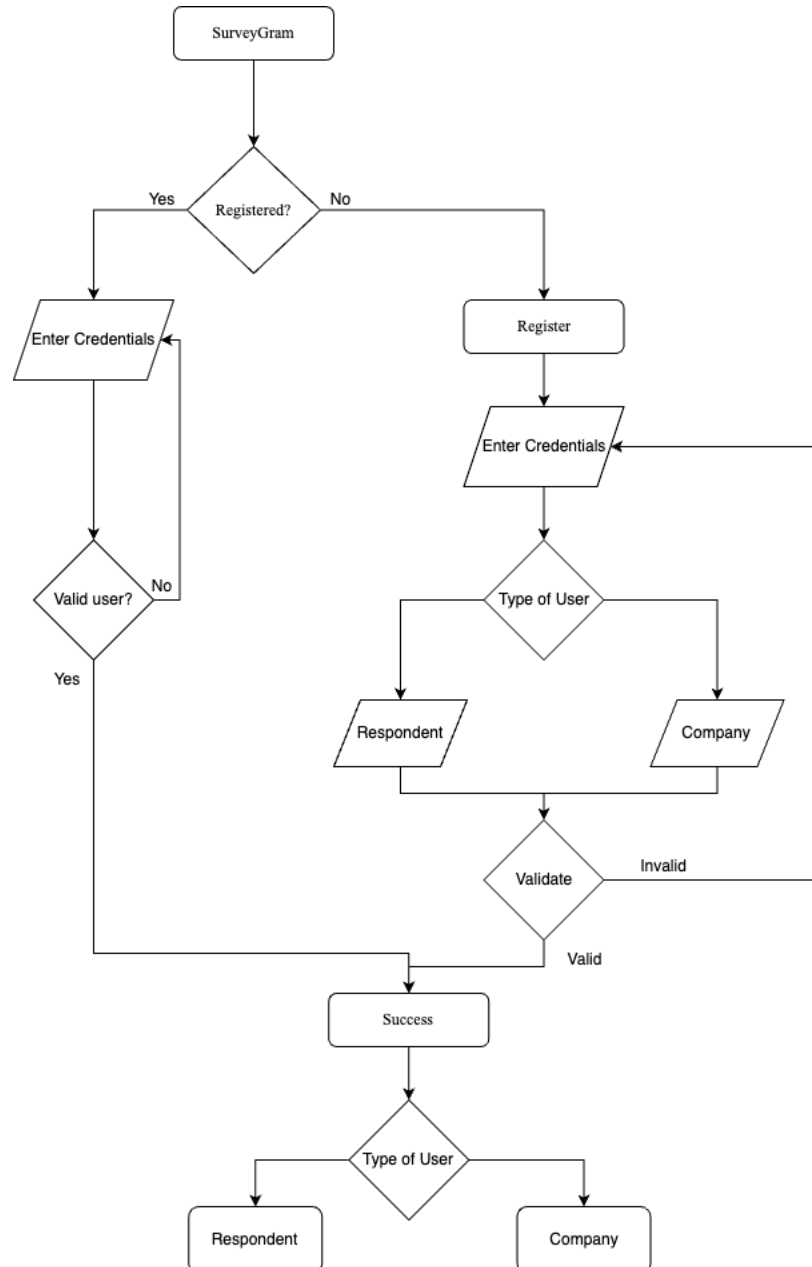 SurveyGram
Yes
No
Registered?
Enter Credentials
Register
Enter Credentials
No
Valid user?
Type of User
Yes
Respondent
Company
Invalid
Validate
Valid
Success
Type of User
Respondent
Company